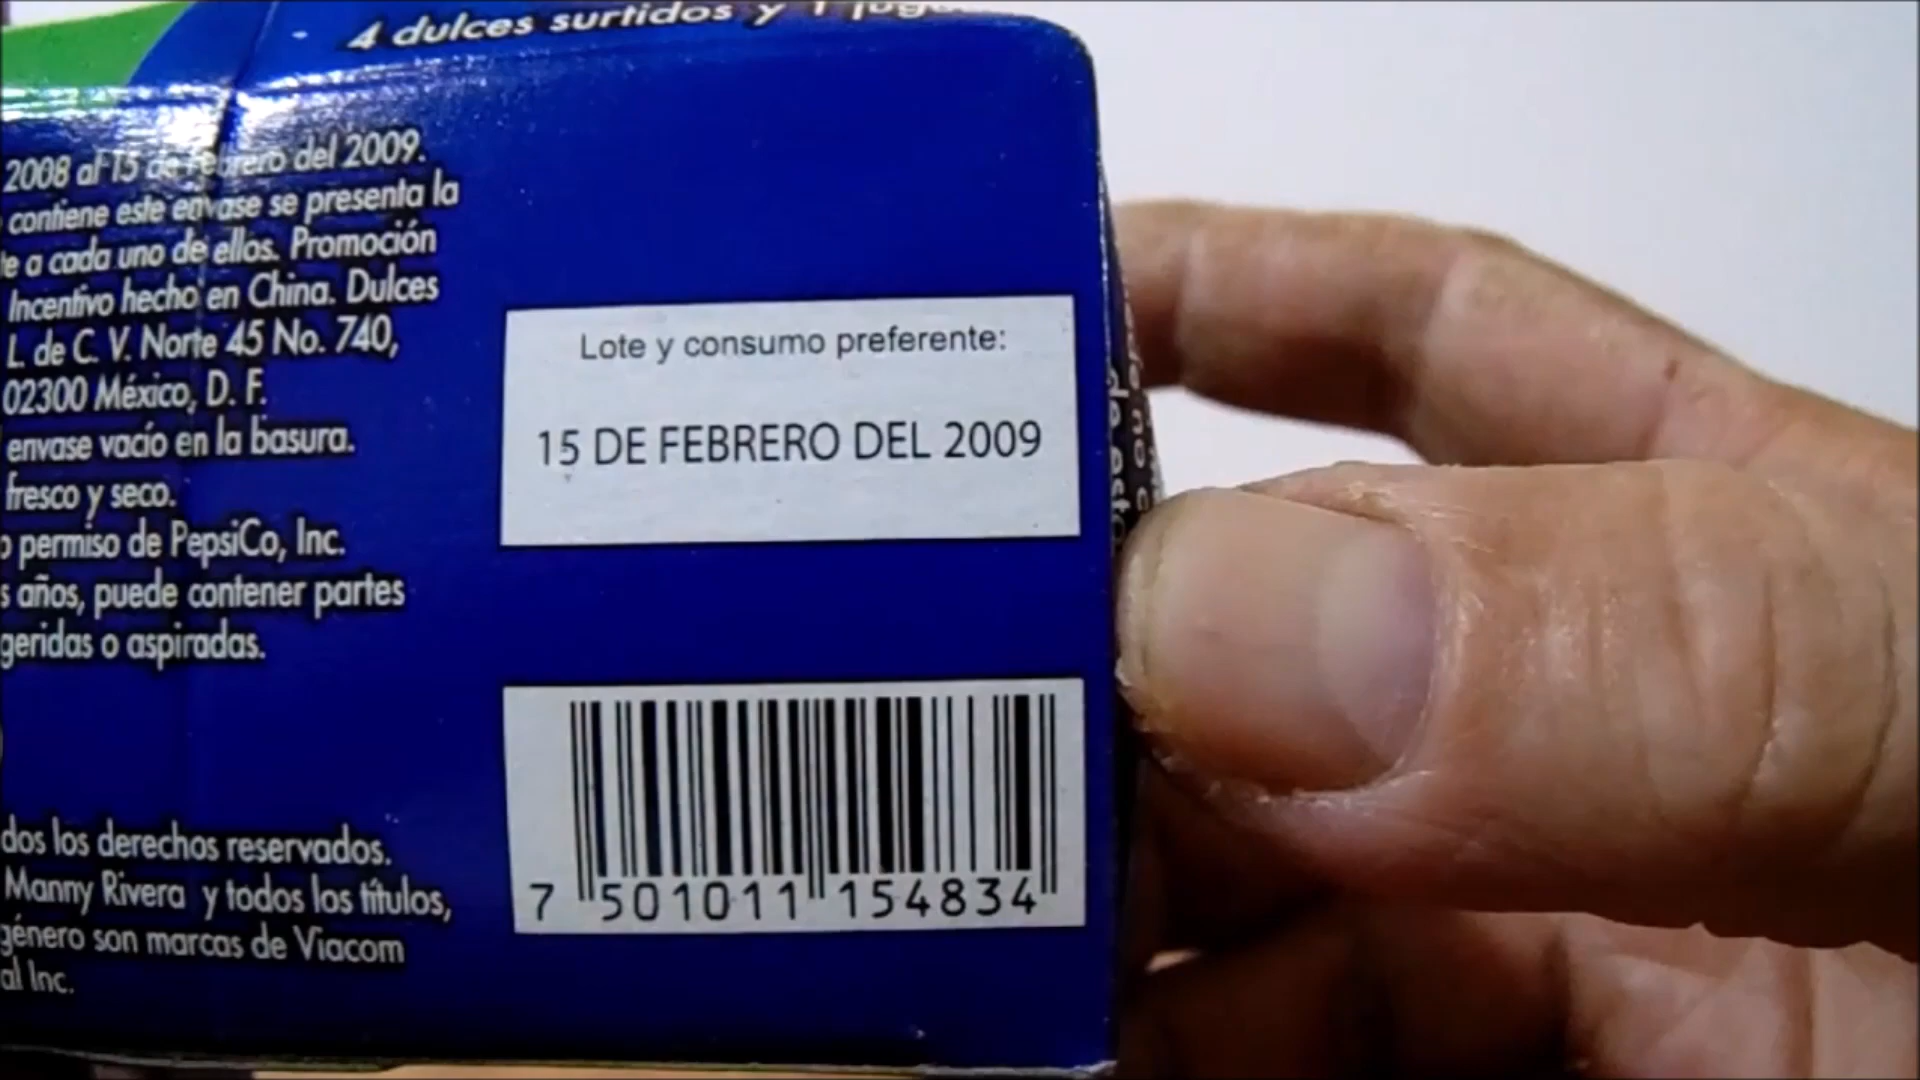 4 dulces surtidos y 1
2008 al 15 de febrero del 2009.
contiene este envase se presenta la
te a cada uno de ellos. Promoción
Incentivo hecho en China. Dulces
L. de C. V. Norte 45 No. 740,
02300 México, D. F.
envase vacío en la basura.
fresco y seco.
permiso de PepsiCo, Inc.
s años, puede contener partes
geridas o aspiradas.
Lote y consumo preferente:
15 DE FEBRERO DEL 2009
7 501011 154834
dos los derechos reservados.
Manny Rivera y todos los títulos,
género son marcas de Viacom
al Inc.